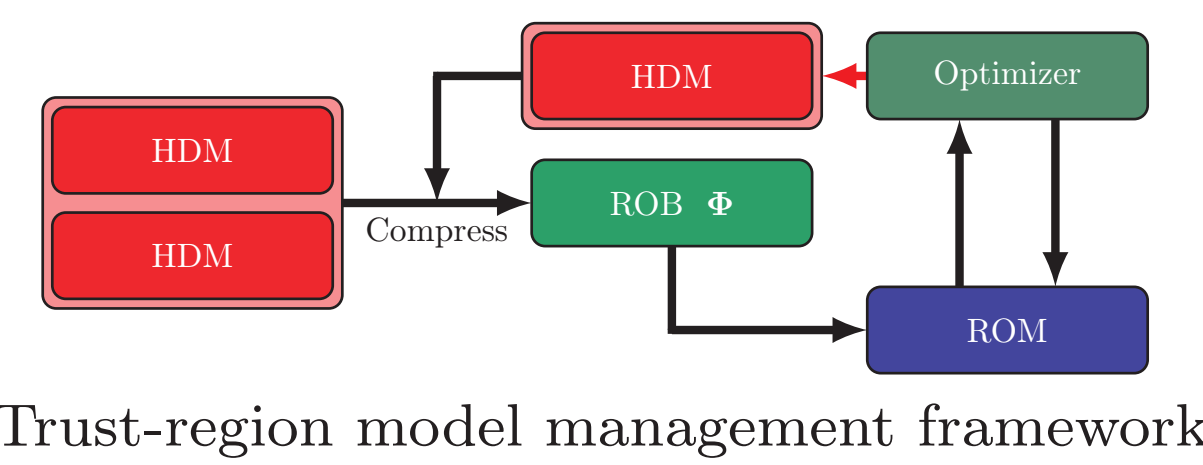 HDM
Optimizer
HDM
HDM
Compress
ROB Φ
ROM
Trust-region model management framework